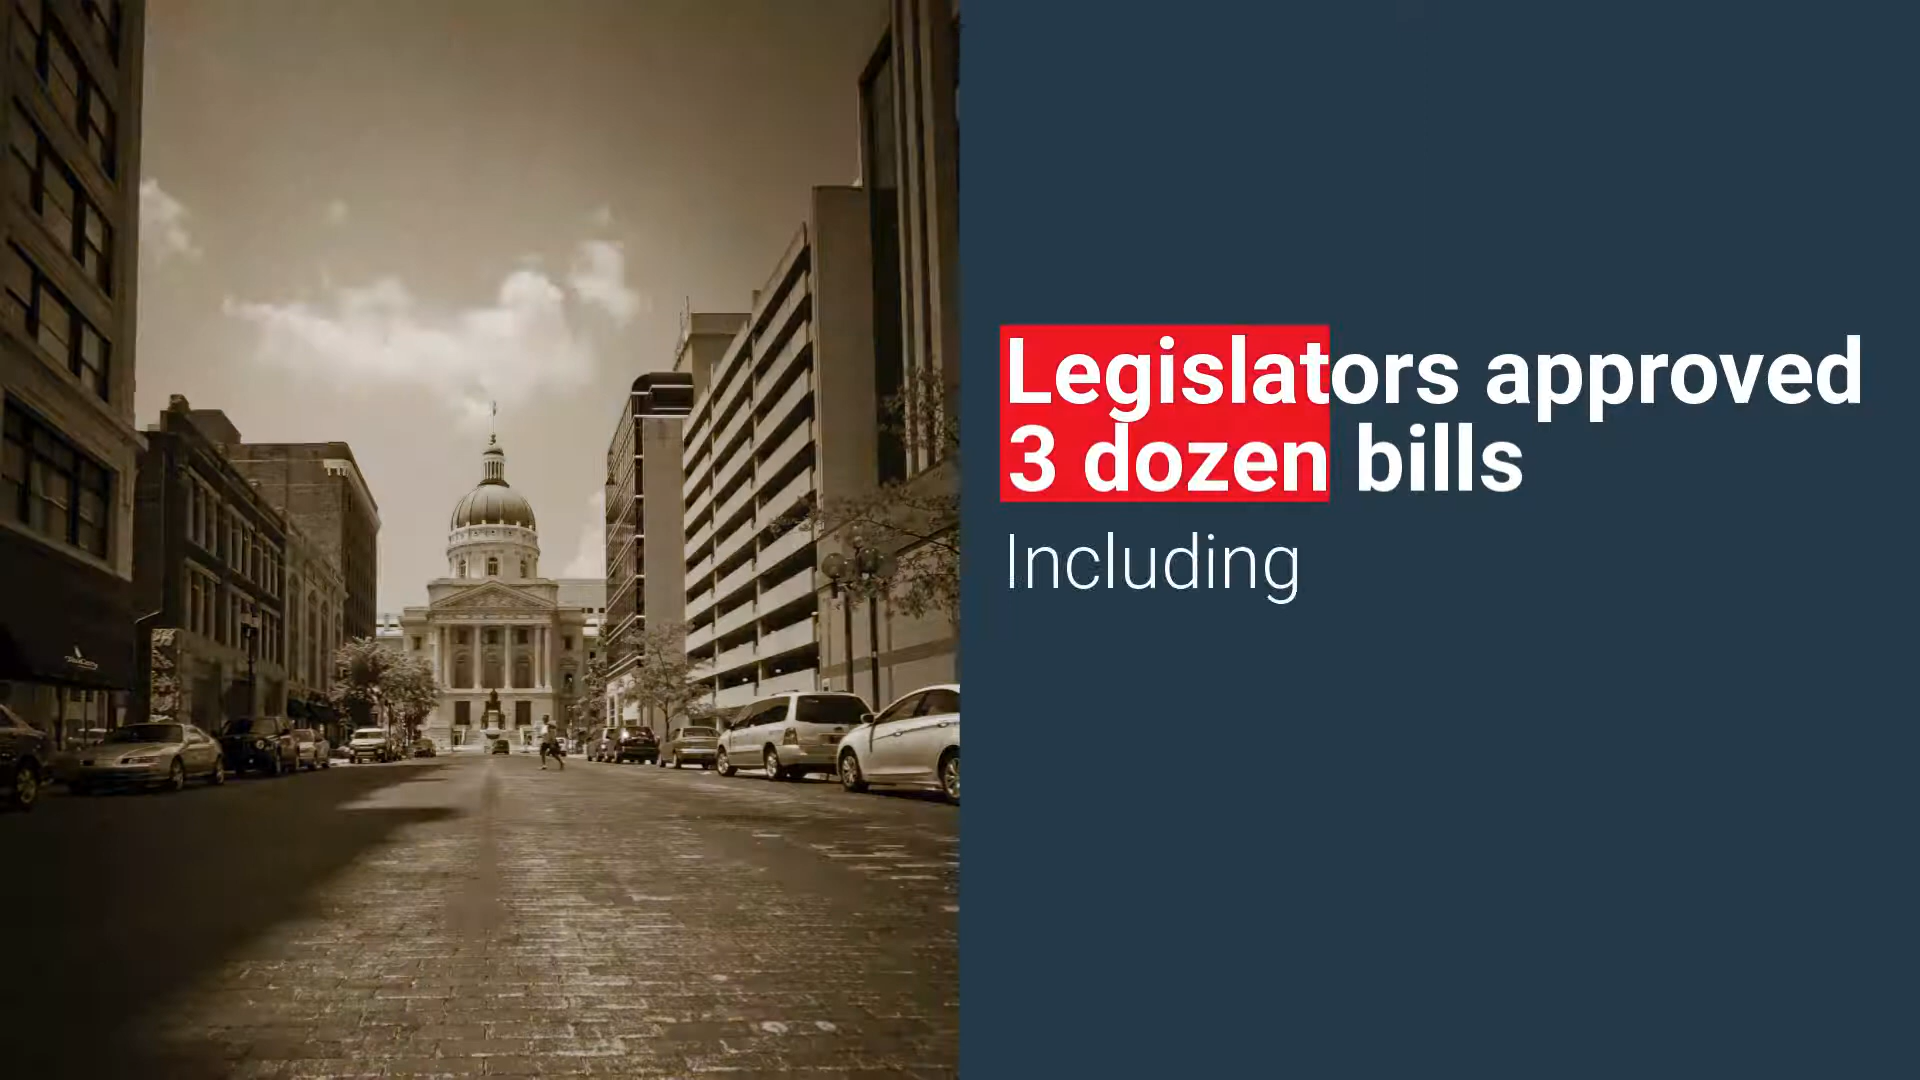 Legislators approved
3 dozen bills
Including